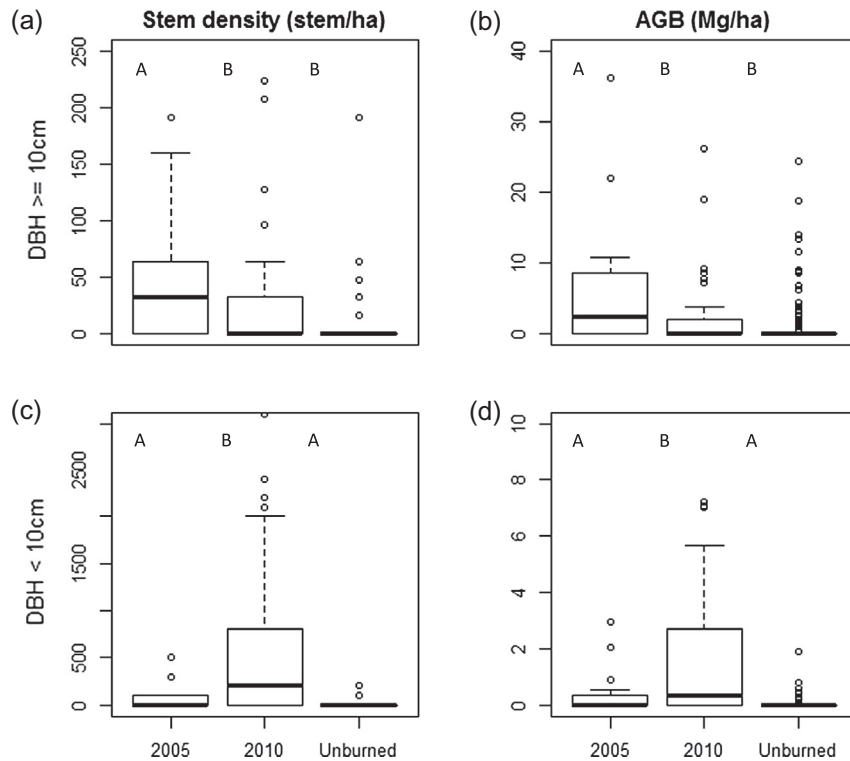 (a) Stem density (stem/ha)
DBH >= 10cm
250
200
150
100
50
0
A B B
(b) AGB (Mg/ha)
40
30
20
10
0
A B B
(c)
DBH < 10cm
2500
1500
500
0
A B A
2005 2010 Unburned
(d)
10
8
6
4
2
0
A B A
2005 2010 Unburned